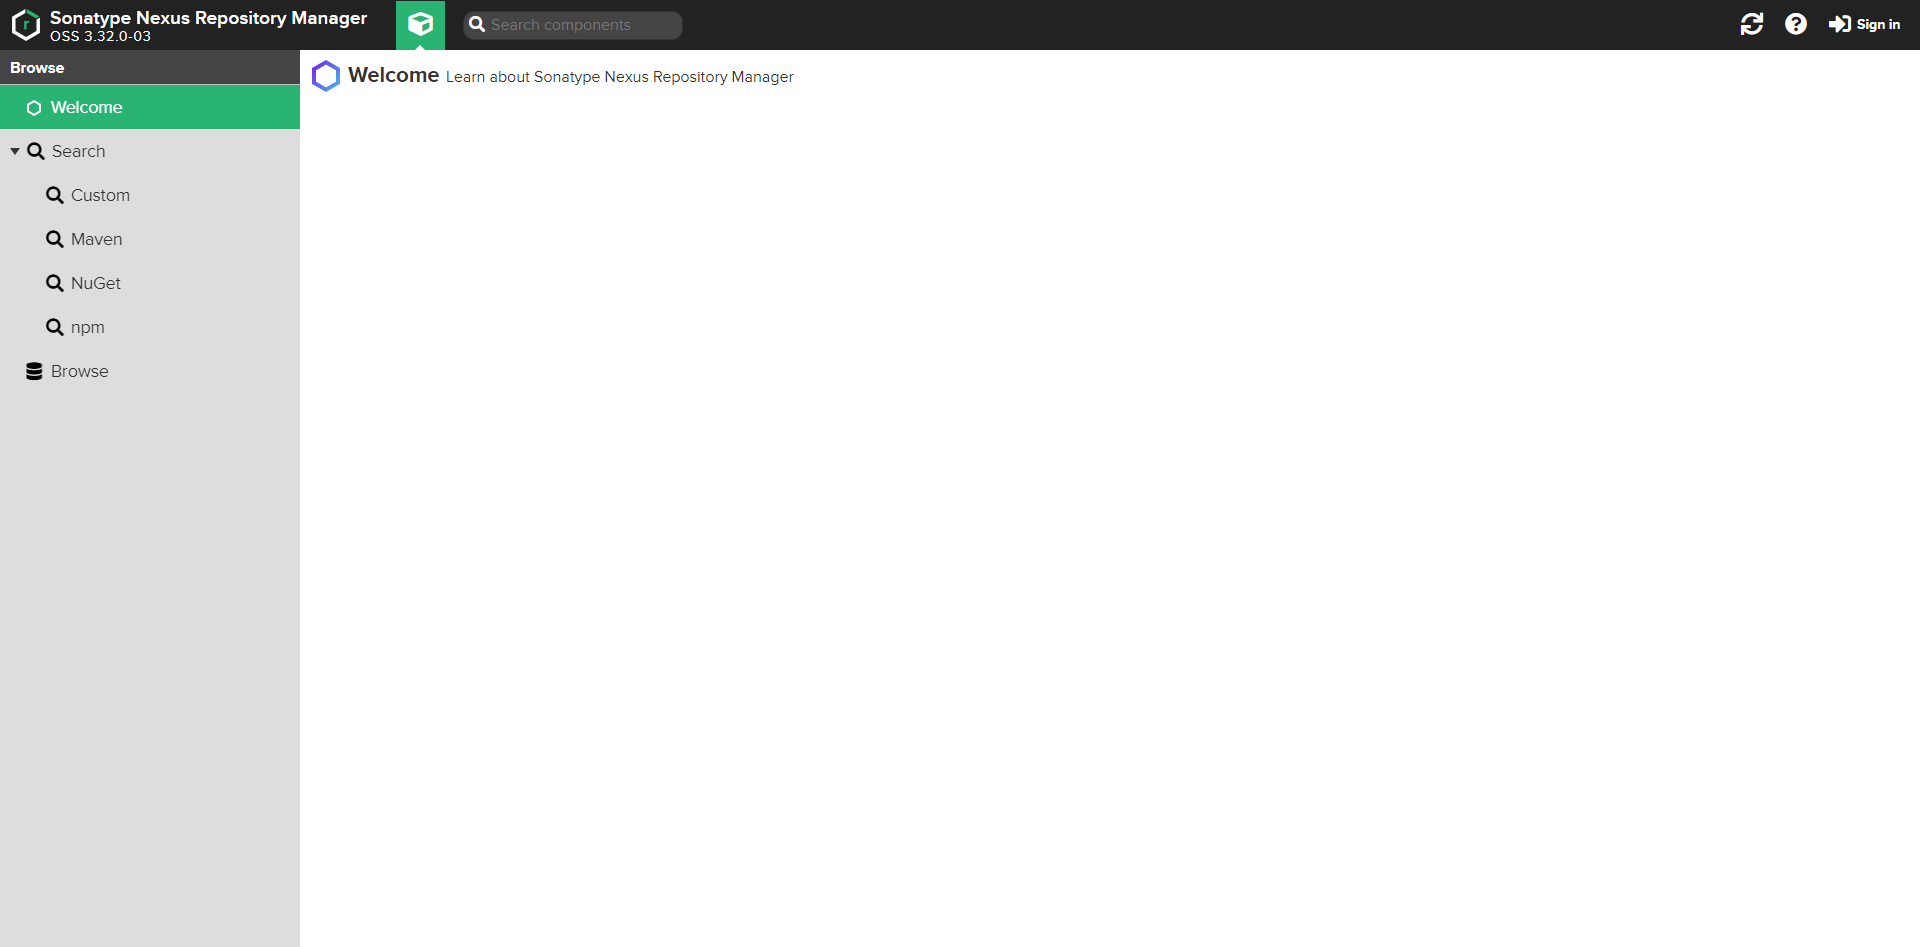 Sonatype Nexus Repository Manager
OSS 3.32.0-03
Search components
Sign in
Browse
Welcome
Search
Custom
Maven
NuGet
npm
Browse
Welcome Learn about Sonatype Nexus Repository Manager